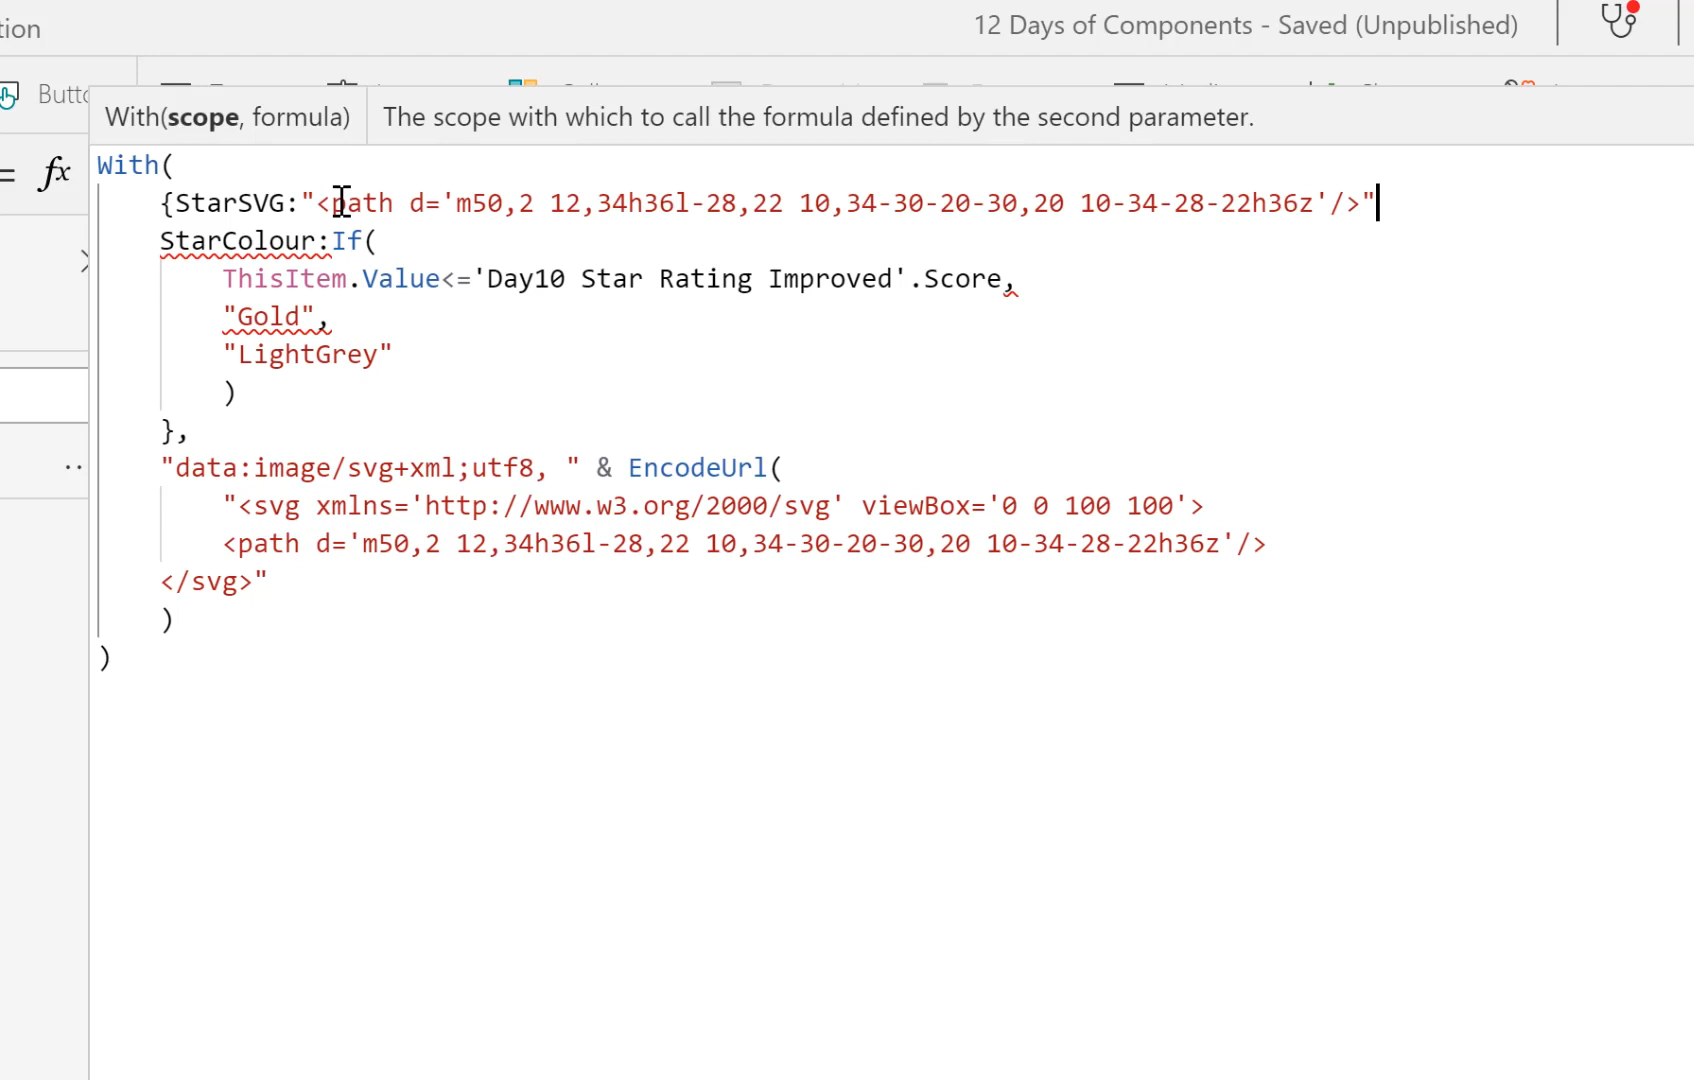 tion
12 Days of Components - Saved (Unpublished)
With(scope, formula) The scope with which to call the formula defined by the second parameter.
= fx
With(
{StarSVG:"<path d='m50,2 12,34h36l-28,22 10,34-30-20-30,20 10-34-28-22h36z'/>"
StarColour:If(
ThisItem.Value<='Day10 Star Rating Improved'.Score,
"Gold",
"LightGrey"
)
},
"data:image/svg+xml;utf8, " & EncodeUrl(
"<svg xmlns='http://www.w3.org/2000/svg' viewBox='0 0 100 100'>
<path d='m50,2 12,34h36l-28,22 10,34-30-20-30,20 10-34-28-22h36z'/>
</svg>"
)
)